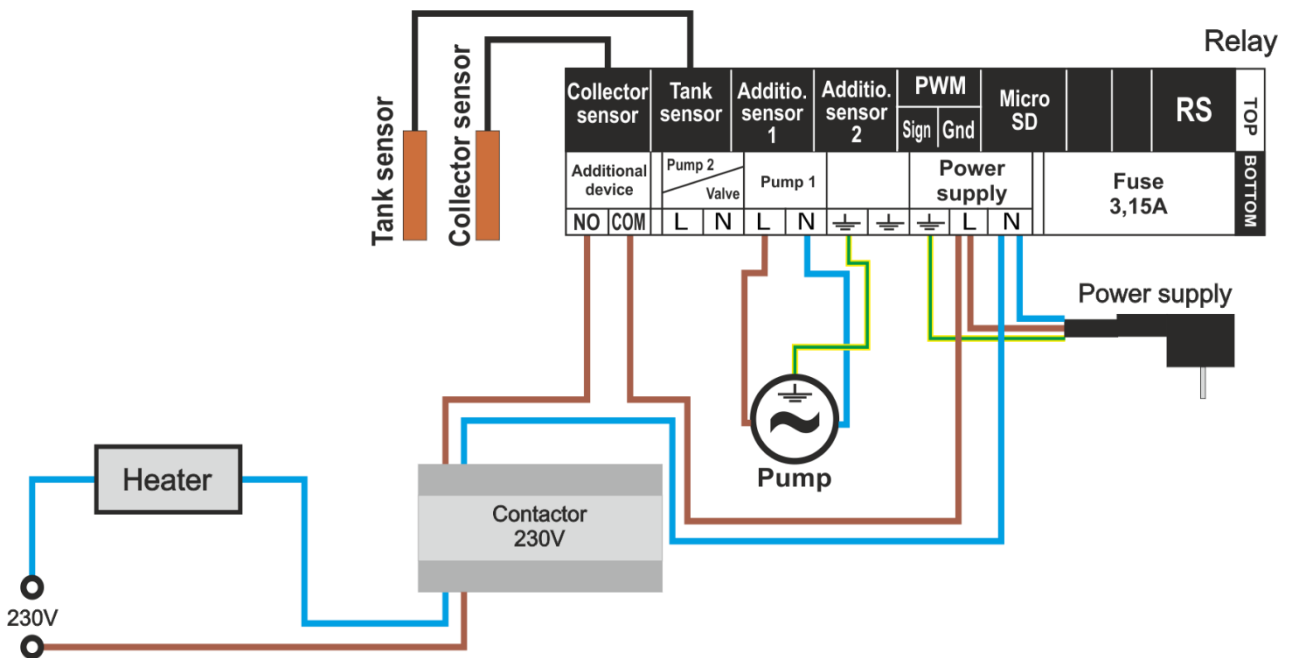 Relay
Collector
sensor
Tank
sensor
Additio.
sensor
1
Additio.
sensor
2
PWM
Sign Gnd
Micro
SD
RS
TOP
Additional
device
Pump 2
Valve
Pump 1
Power
supply
Fuse
3,15A
BOTTOM
NO COM L N L N L N
Tank sensor
Collector sensor
Power supply
Pump
Heater
Contactor
230V
230V